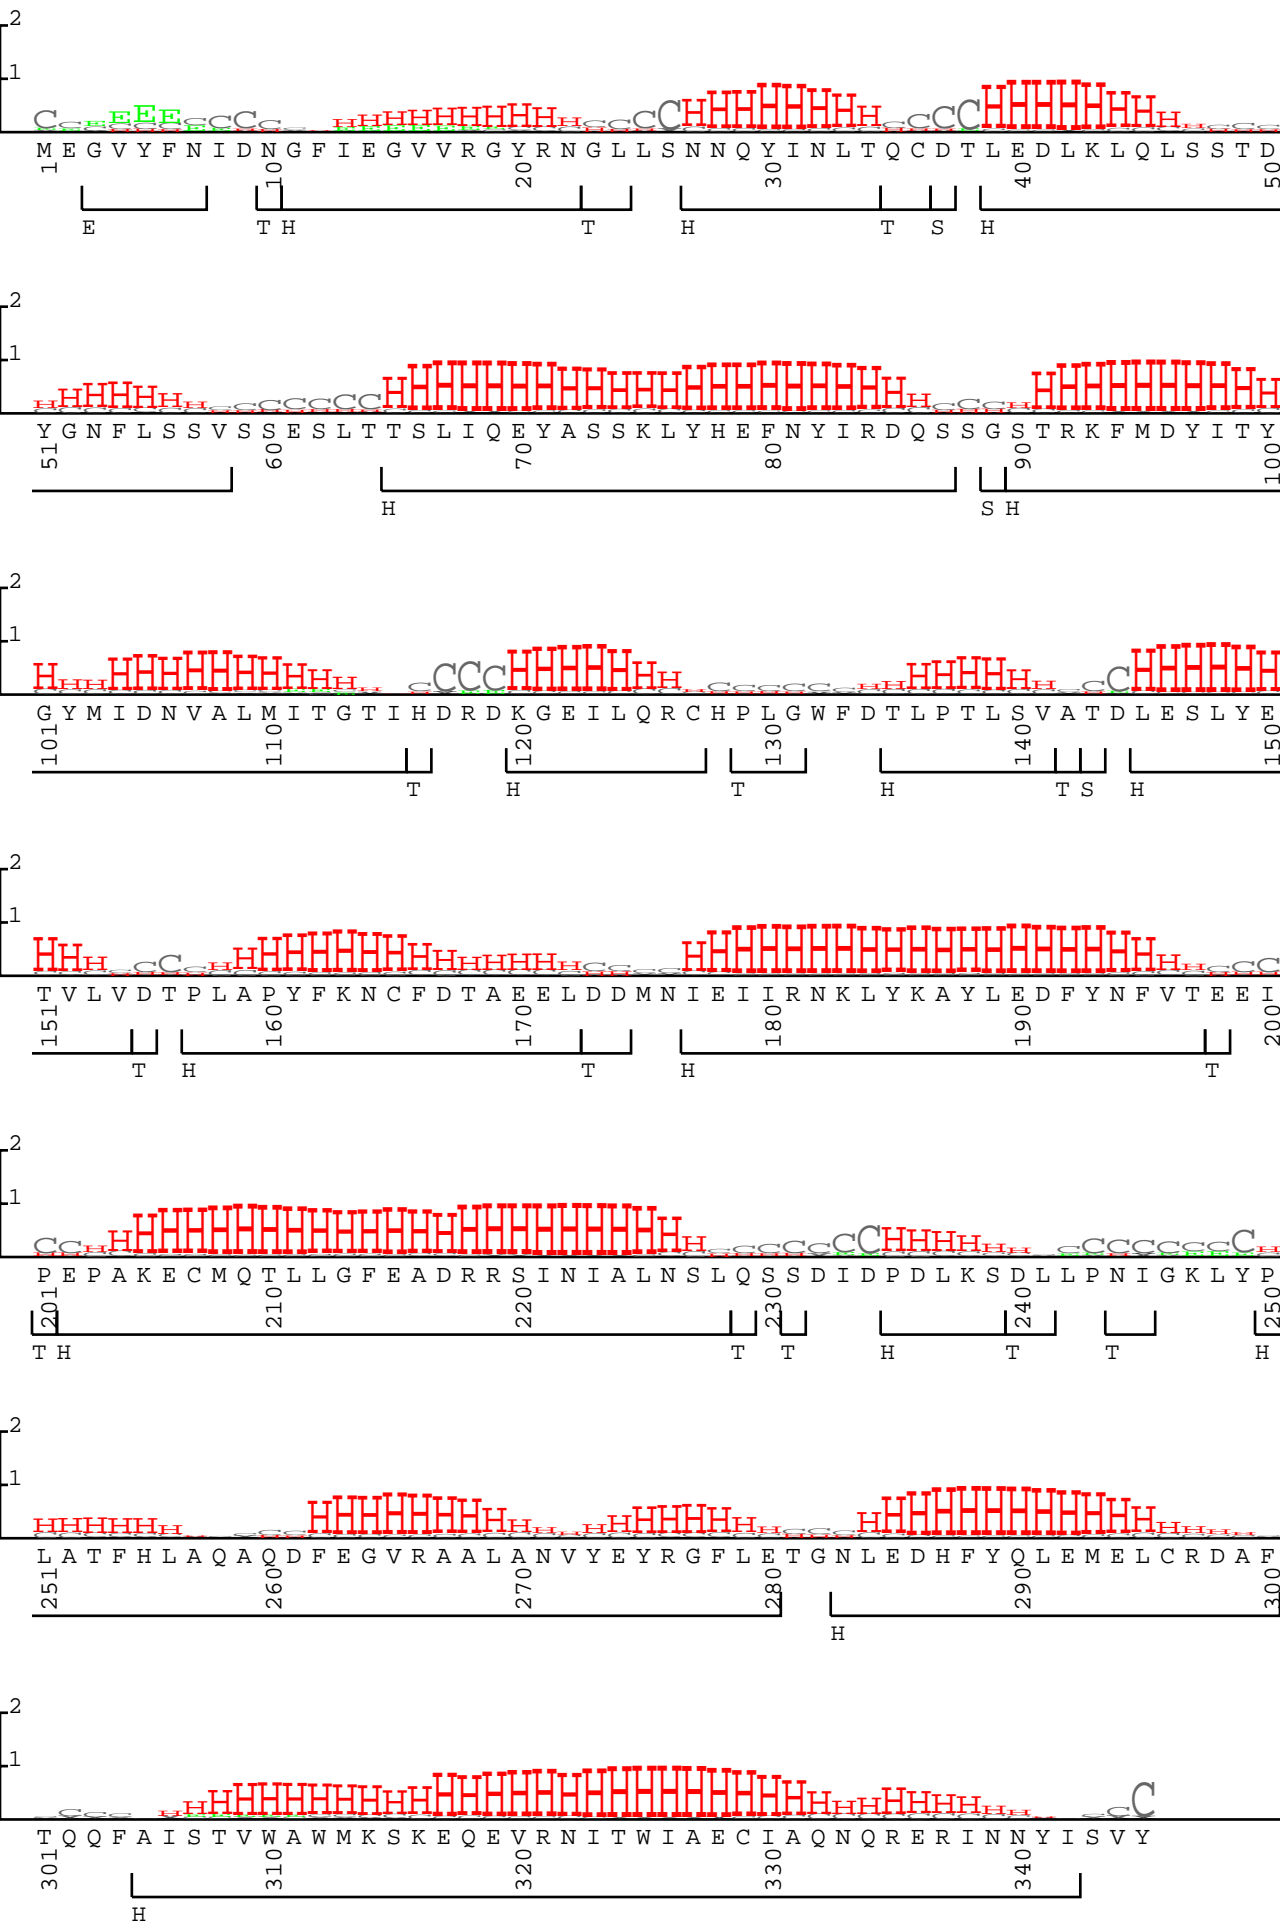 2
1
M E G V Y F N I D N G F I E G V V R G Y R N G L L S N N Q Y I N L T Q C D T L E D L K L Q L S S T D
1 10 20 30 40 50
E T H T H T S H
2
1
Y G N F L S S V S S E S L T T S L I Q E Y A S S K L Y H E F N Y I R D Q S S G S T R K F M D Y I T Y
51 60 70 80 90 100
H S H
2
1
G Y M I D N V A L M I T G T I H D R D K G E I L Q R C H P L G W F D T L P T L S V A T D L E S L Y E
101 110 120 130 140 150
T H T H T S H
2
1
T V L V D T P L A P Y F K N C F D T A E E L D D M N I E I I R N K L Y K A Y L E D F Y N F V T E E I
151 160 170 180 190 200
T H T H T
2
1
P E P A K E C M Q T L L G F E A D R R S I N I A L N S L Q S S D I D P D L K S D L L P N I G K L Y P
201 210 220 230 240 250
T H T T H T T H
2
1
L A T F H L A Q A Q D F E G V R A A L A N V Y E Y R G F L E T G N L E D H F Y Q L E M E L C R D A F
251 260 270 280 290 300
H
2
1
T Q Q F A I S T V W A W M K S K E Q E V R N I T W I A E C I A Q N Q R E R I N N Y I S V Y
301 310 320 330 340
H